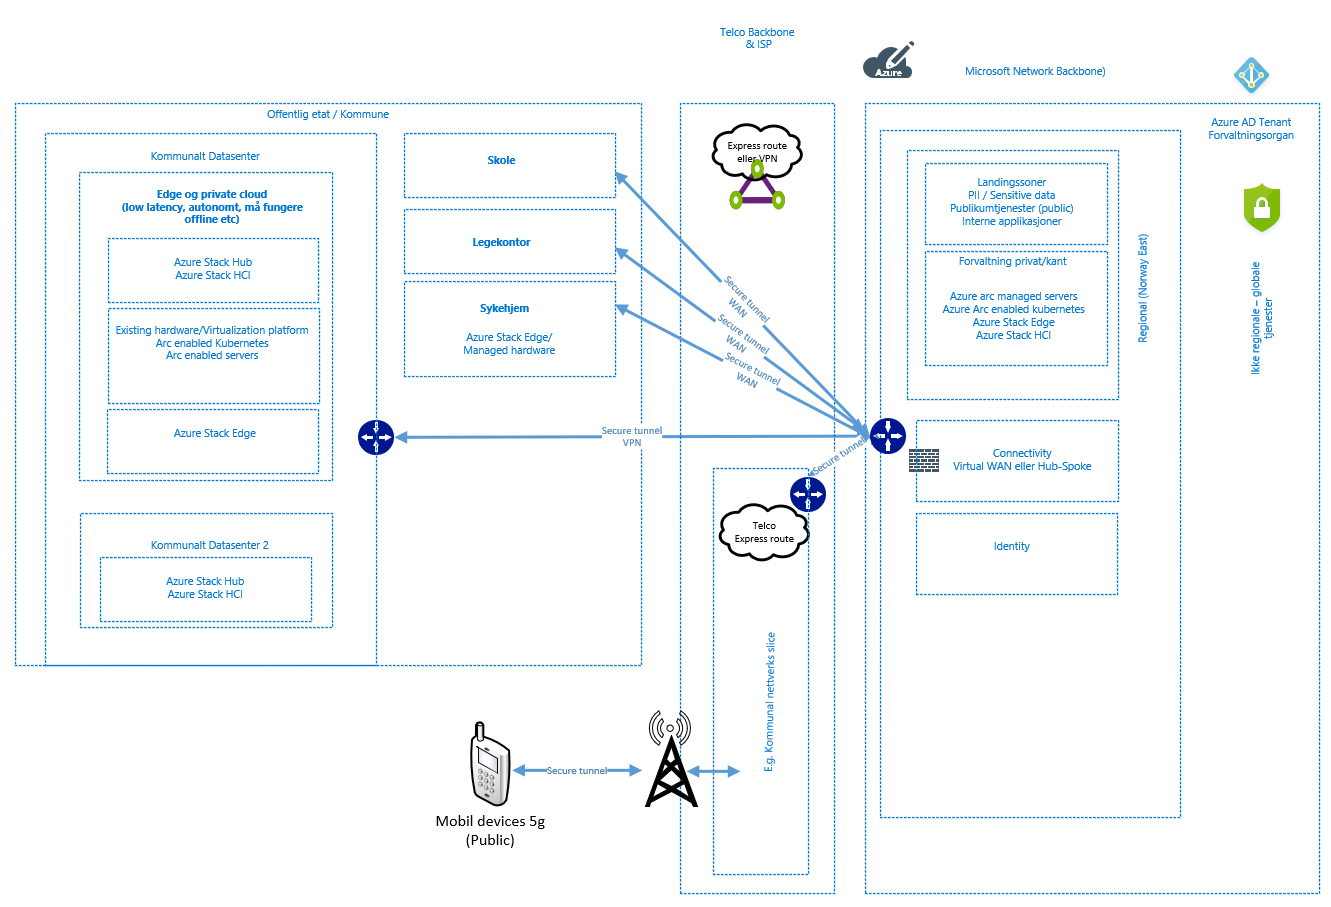 Telco Backbone
& ISP
Azure
Microsoft Network Backbone)
Offentlig etat / Kommune
Kommunalt Datasenter
Edge og private cloud
(low latency, autonomt, må fungere
offline etc)
Azure Stack Hub
Azure Stack HCI
Existing hardware/Virtualization platform
Arc enabled Kubernetes
Arc enabled servers
Azure Stack Edge
Kommunalt Datasenter 2
Azure Stack Hub
Azure Stack HCI
Skole
Legekontor
Sykehjem
Azure Stack Edge/
Managed hardware
Express route
eller VPN
Secure tunnel
WAN
Secure tunnel
WAN
Secure tunnel
WAN
Secure tunnel
VPN
Secure tunnel
Telco
Express route
E.g. Kommunal nettverks slice
Secure tunnel
Mobil devices 5g
(Public)
Azure AD Tenant
Forvaltningsorgan
Landingssoner
PII / Sensitive data
Publikumtjenester (public)
Interne applikasjoner
Forvaltning privat/kant
Azure arc managed servers
Azure Arc enabled kubernetes
Azure Stack Edge
Azure Stack HCI
Regional (Norway East)
Ikke regionale – globale
tjenester
Connectivity
Virtual WAN eller Hub-Spoke
Identity